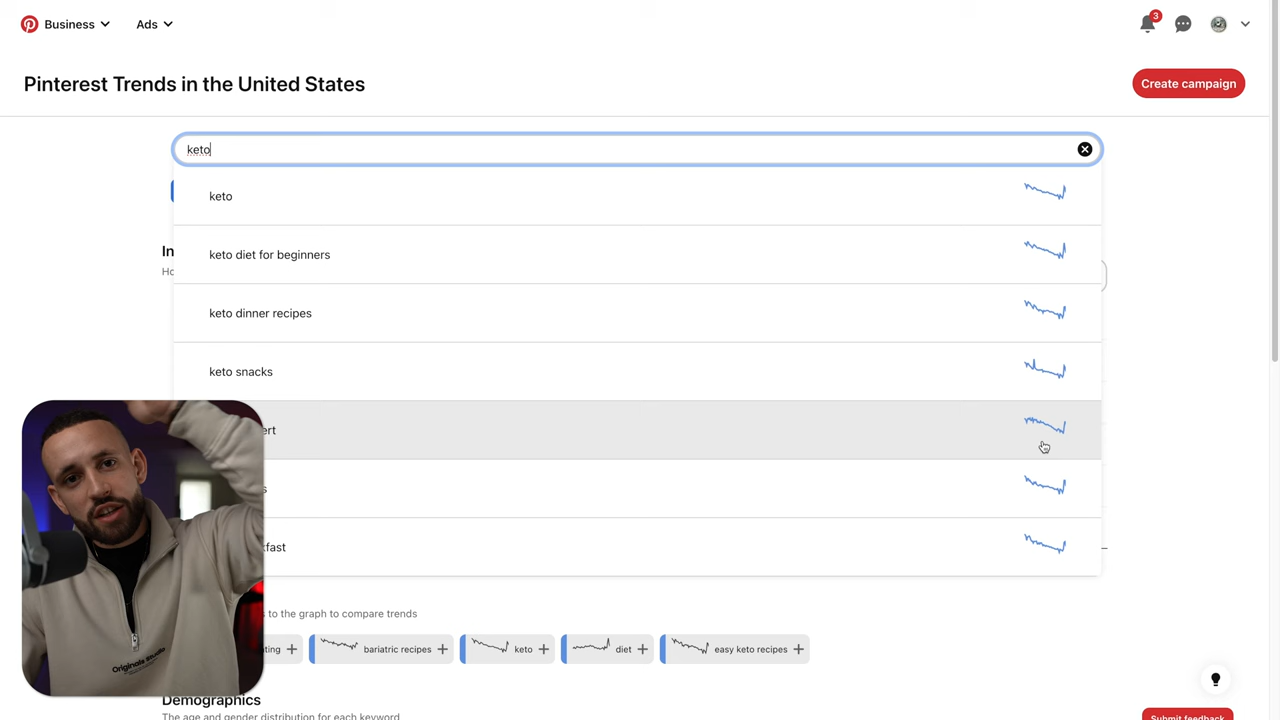 Business
Ads
3
Pinterest Trends in the United States
Create campaign
keto
keto
keto diet for beginners
keto dinner recipes
keto snacks
to the graph to compare trends
bariatric recipes +
keto +
diet +
easy keto recipes +
Demographics
The age and gender distribution for each keyword
Submit feedback
Originals Studio